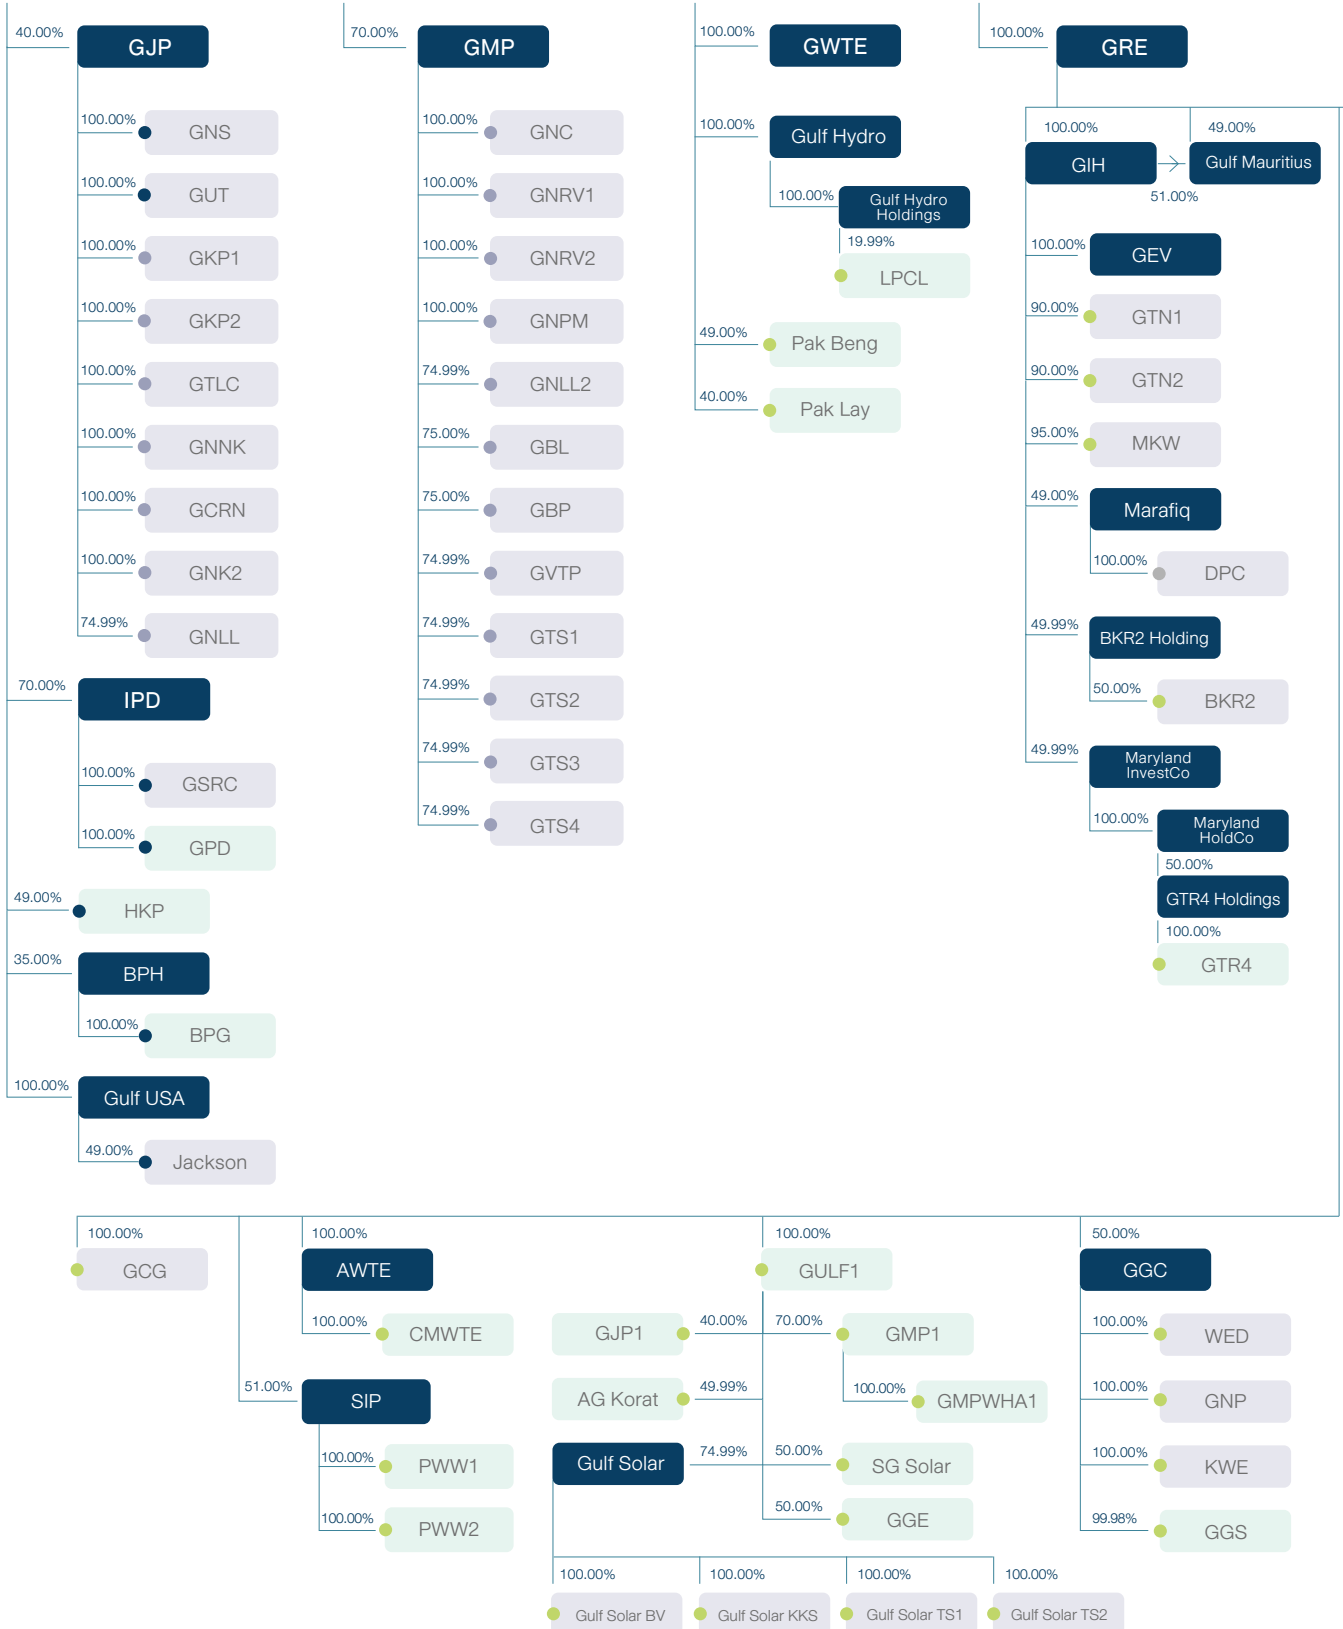 40.00%
GJP
100.00%
GNS
100.00%
GUT
100.00%
GKP1
100.00%
GKP2
100.00%
GTLC
100.00%
GNNK
100.00%
GCRN
100.00%
GNK2
74.99%
GNLL
70.00%
IPD
100.00%
GSRC
100.00%
GPD
49.00%
HKP
35.00%
BPH
100.00%
BPG
100.00%
Gulf USA
49.00%
Jackson
70.00%
GMP
100.00%
GNC
100.00%
GNRV1
100.00%
GNRV2
100.00%
GNPM
74.99%
GNLL2
75.00%
GBL
75.00%
GBP
74.99%
GVTP
74.99%
GTS1
74.99%
GTS2
74.99%
GTS3
74.99%
GTS4
100.00%
GWTE
100.00%
Gulf Hydro
100.00%
Gulf Hydro
Holdings
19.99%
LPCL
49.00%
Pak Beng
40.00%
Pak Lay
100.00%
GRE
100.00%
GIH
49.00%
Gulf Mauritius
51.00%
100.00%
GEV
90.00%
GTN1
90.00%
GTN2
95.00%
MKW
49.00%
Marafiq
100.00%
DPC
49.99%
BKR2 Holding
50.00%
BKR2
49.99%
Maryland
InvestCo
100.00%
Maryland
HoldCo
50.00%
GTR4 Holdings
100.00%
GTR4
100.00%
GCG
100.00%
AWTE
100.00%
CMWTE
51.00%
SIP
100.00%
PWW1
100.00%
PWW2
100.00%
GULF1
GJP1
40.00%
70.00%
GMP1
AG Korat
49.99%
100.00%
GMPWHA1
Gulf Solar
74.99%
50.00%
SG Solar
50.00%
GGE
100.00%
Gulf Solar BV
100.00%
Gulf Solar KKS
100.00%
Gulf Solar TS1
100.00%
Gulf Solar TS2
50.00%
GGC
100.00%
WED
100.00%
GNP
100.00%
KWE
99.98%
GGS